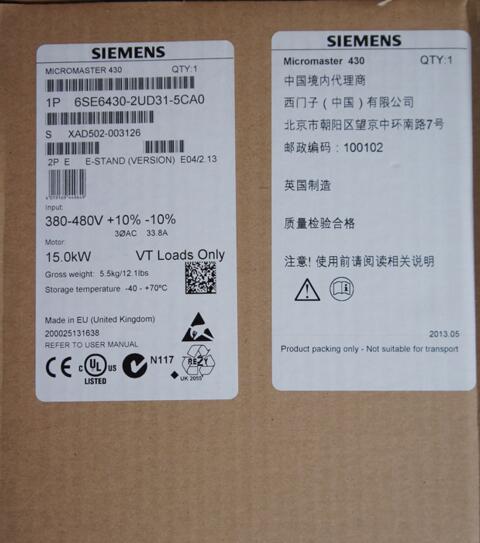 SIEMENS
MICROMASTER 430 QTY:1
1P 6SE6430-2UD31-5CA0
S XAD502-003126
2P E E-STAND (VERSION) E04/2.13
Input:
380-480V +10% -10%
3ØAC 33.8A
Motor:
15.0kW VT Loads Only
Gross weight: 5.5kg/12.1lbs
Storage temperature -40 - +70ºC
Made in EU (United Kingdom)
200025131638
REFER TO USER MANUAL
CE c UL us N117
LISTED
RE2Y
UK 2055
SIEMENS
Micromaster 430 QTY:1
中国境内代理商
西门子（中国）有限公司
北京市朝阳区望京中环南路7号
邮政编码：100102
英国制造
质量检验合格
注意! 使用前请阅读相关说明
2013.05
Product packing only - Not suitable for transport